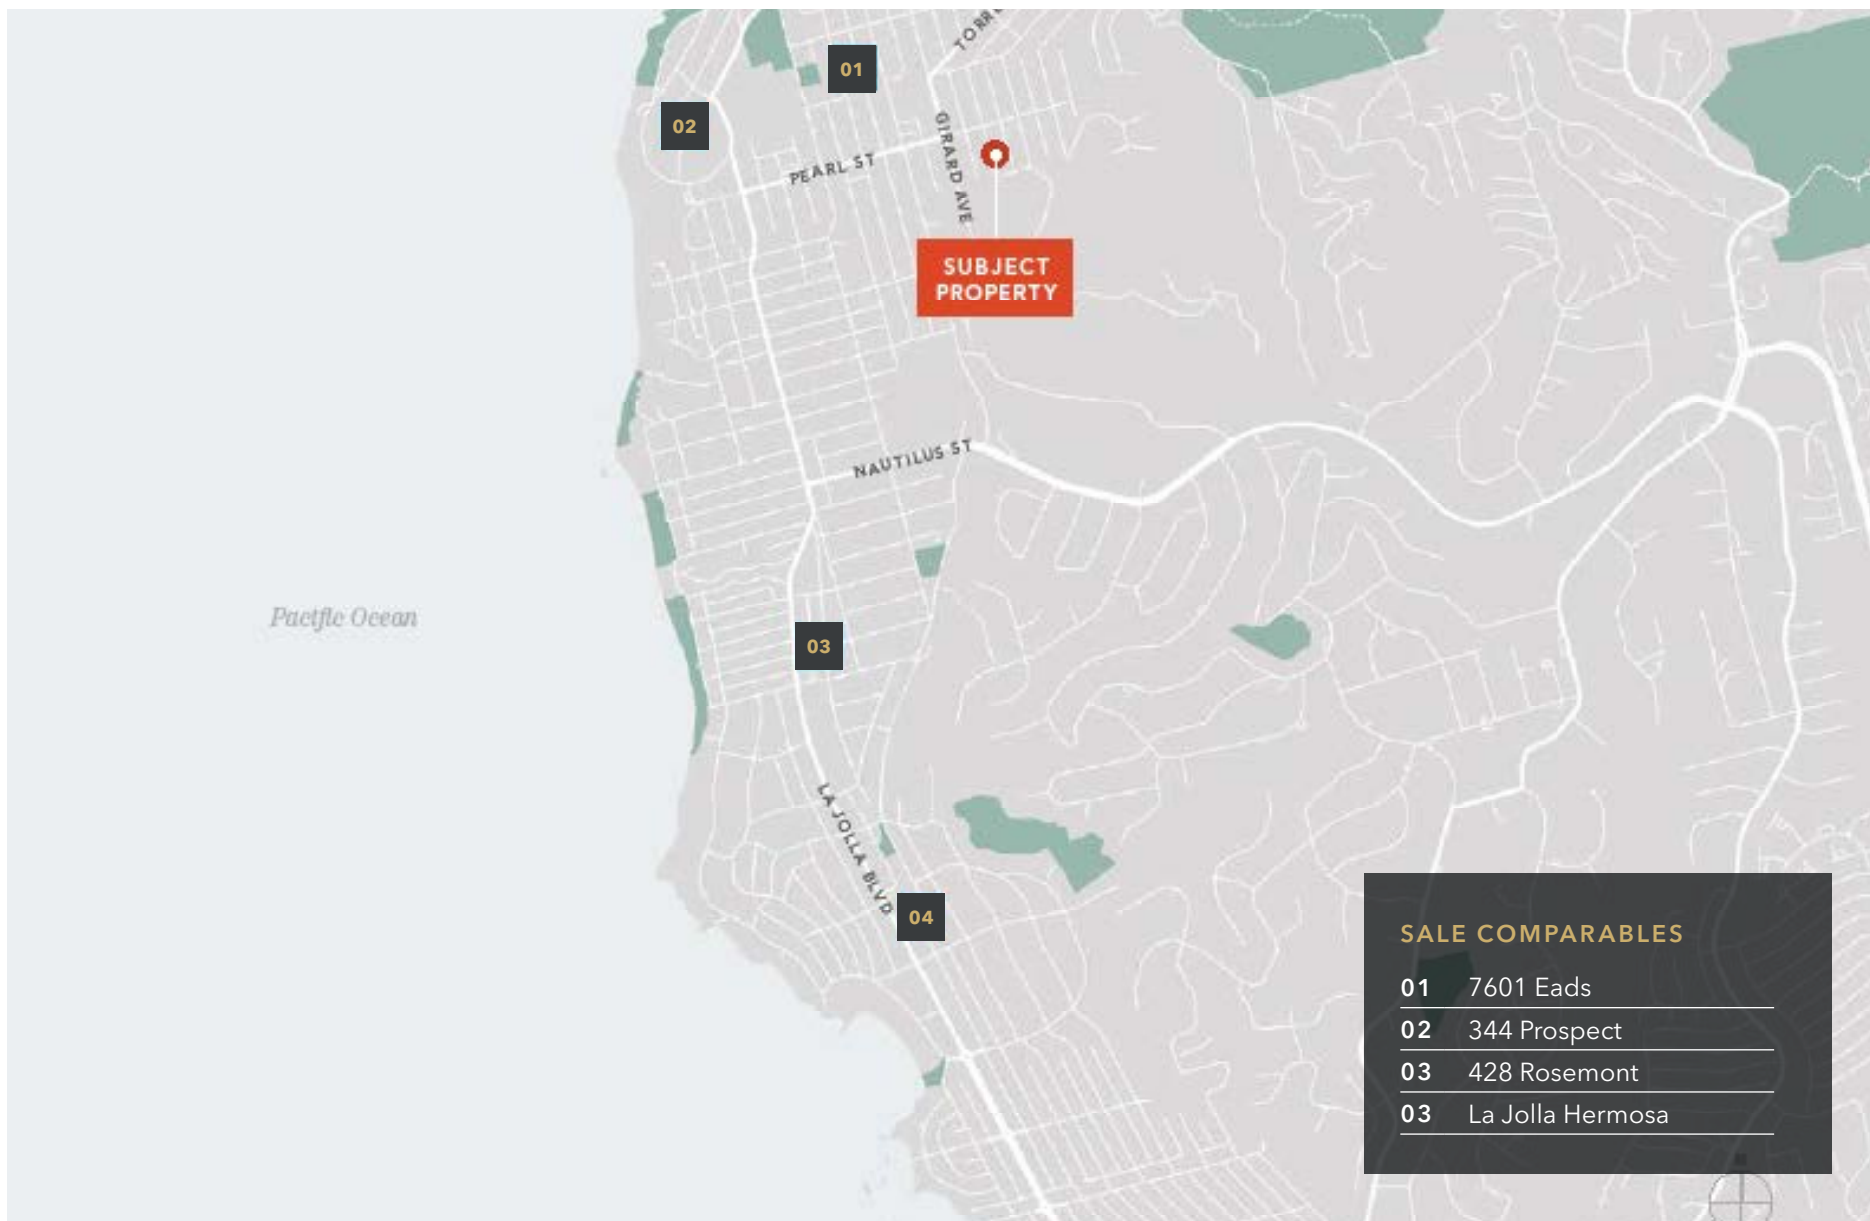 TORRE
01
02
PEARL ST
GIRARD AVE
SUBJECT
PROPERTY
NAUTILUS ST
Pacific Ocean
03
LA JOLLA BLVD
04
SALE COMPARABLES
01 7601 Eads
02 344 Prospect
03 428 Rosemont
03 La Jolla Hermosa